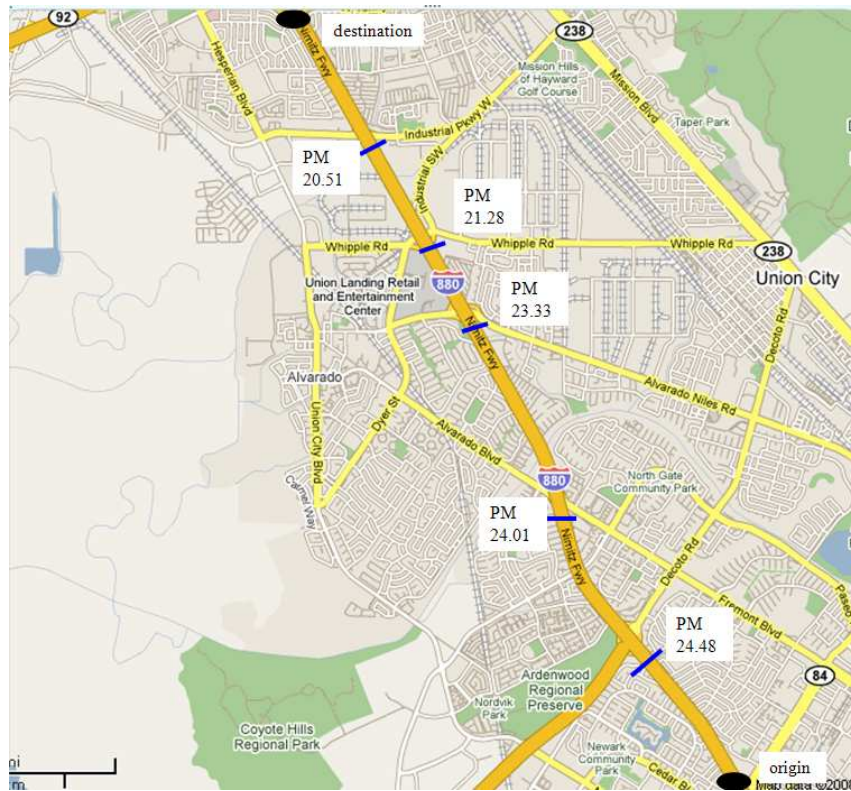 92
destination
238
Nimitz Fwy
Hesperian Blvd
Mission Hills
of Hayward
Golf Course
Mission Blvd
Industrial Pkwy W
Taper Park
PM
20.51
Industrial SW
PM
21.28
Whipple Rd
Whipple Rd
Whipple Rd
238
Union City
Union Landing Retail
and Entertainment
Center
880
PM
23.33
Nimitz Fwy
Decoto Rd
Alvarado
Alvarado Niles Rd
Union City Blvd
Dyer St
Alvarado Blvd
880
North Gate
Community Park
PM
24.01
Nimitz Fwy
Decoto Rd
Fremont Blvd
Paseo
PM
24.48
Ardenwood
Regional
Preserve
84
Nordvik
Park
Coyote Hills
Regional Park
Newark
Community
Park
Cedar B
origin
mi
m
Map data ©2008